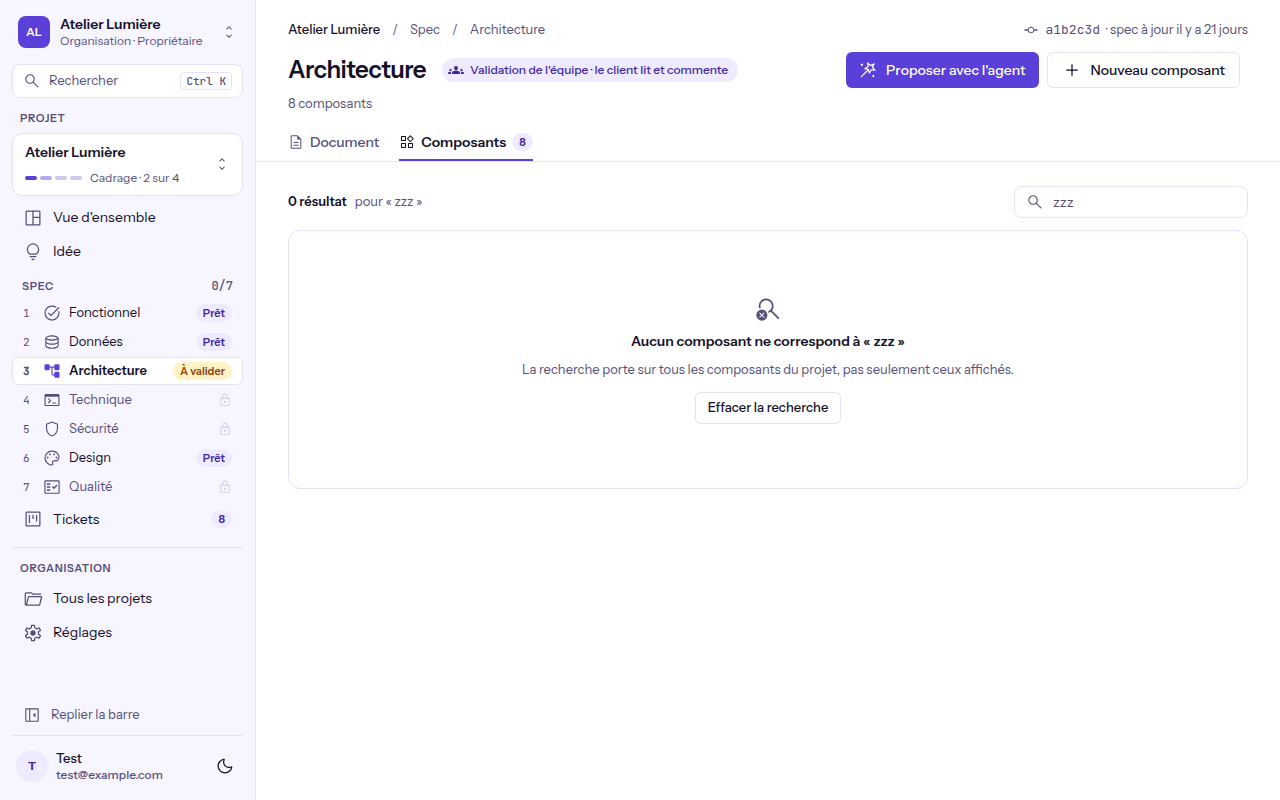 AL
Atelier Lumière
Organisation · Propriétaire
Rechercher
Ctrl K
PROJET
Atelier Lumière
Cadrage · 2 sur 4
Vue d'ensemble
Idée
SPEC 0/7
1 Fonctionnel Prêt
2 Données Prêt
3 Architecture À valider
4 Technique
5 Sécurité
6 Design Prêt
7 Qualité
Tickets 8
ORGANISATION
Tous les projets
Réglages
Replier la barre
T
Test
test@example.com
Atelier Lumière / Spec / Architecture
a1b2c3d · spec à jour il y a 21 jours
Architecture
Validation de l'équipe · le client lit et commente
Proposer avec l'agent
Nouveau composant
8 composants
Document
Composants 8
0 résultat pour « zzz »
zzz
Aucun composant ne correspond à « zzz »
La recherche porte sur tous les composants du projet, pas seulement ceux affichés.
Effacer la recherche